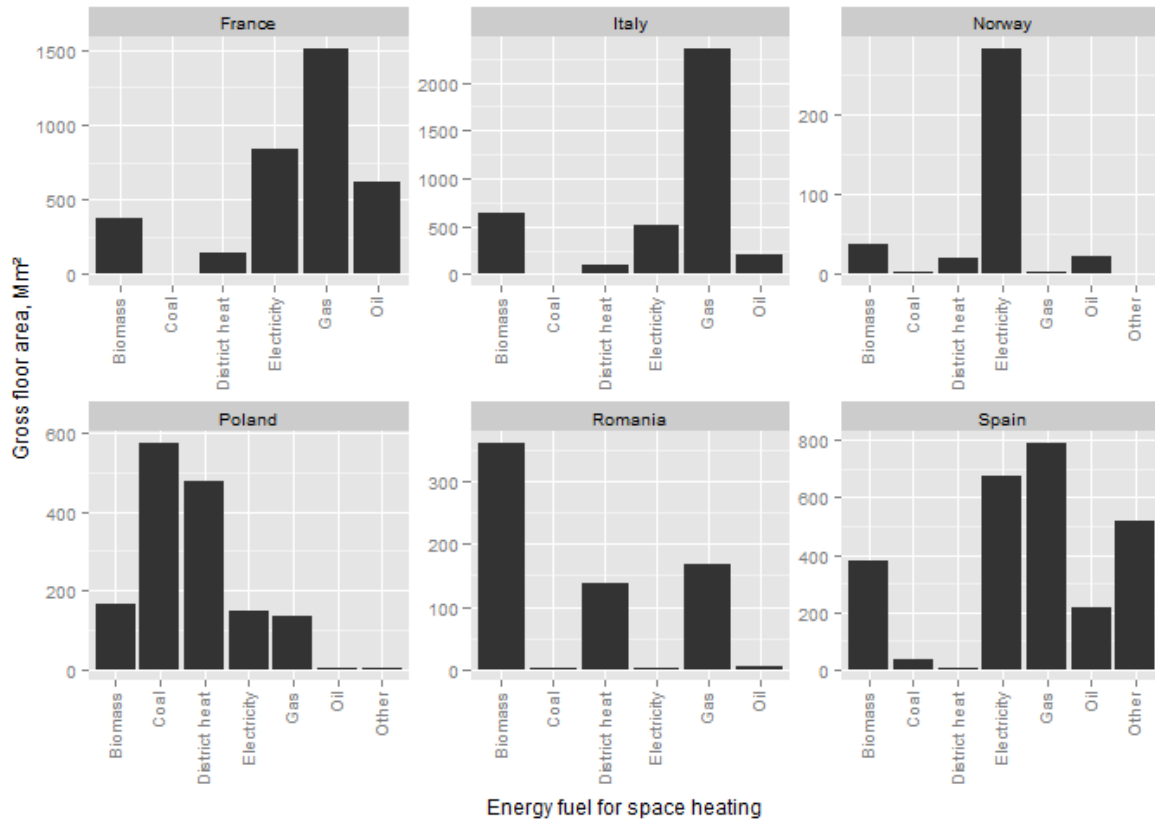 France
Italy
Norway
1500
1000
500
0
2000
1500
1000
500
0
200
100
0
Biomass
Coal
District heat
Electricity
Gas
Oil
Biomass
Coal
District heat
Electricity
Gas
Oil
Biomass
Coal
District heat
Electricity
Gas
Oil
Other
Gross floor area, Mm²
Poland
Romania
Spain
600
400
200
0
300
200
100
0
800
600
400
200
0
Biomass
Coal
District heat
Electricity
Gas
Oil
Other
Biomass
Coal
District heat
Electricity
Gas
Oil
Biomass
Coal
District heat
Electricity
Gas
Oil
Other
Energy fuel for space heating